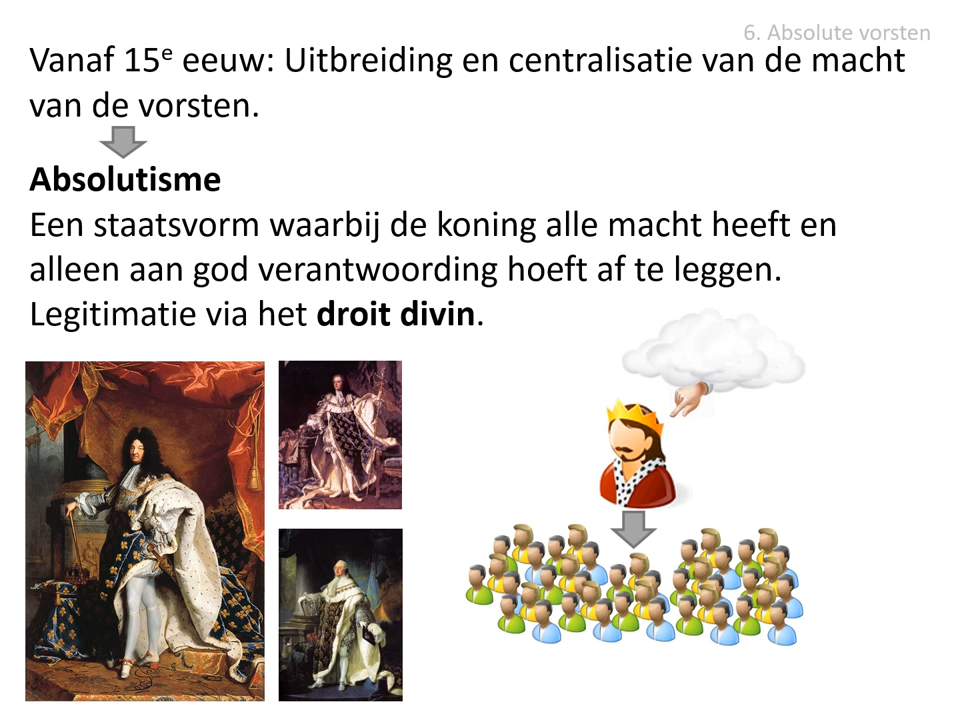 6. Absolute vorsten
Vanaf 15e eeuw: Uitbreiding en centralisatie van de macht
van de vorsten.
Absolutisme
Een staatsvorm waarbij de koning alle macht heeft en
alleen aan god verantwoording hoeft af te leggen.
Legitimatie via het droit divin.